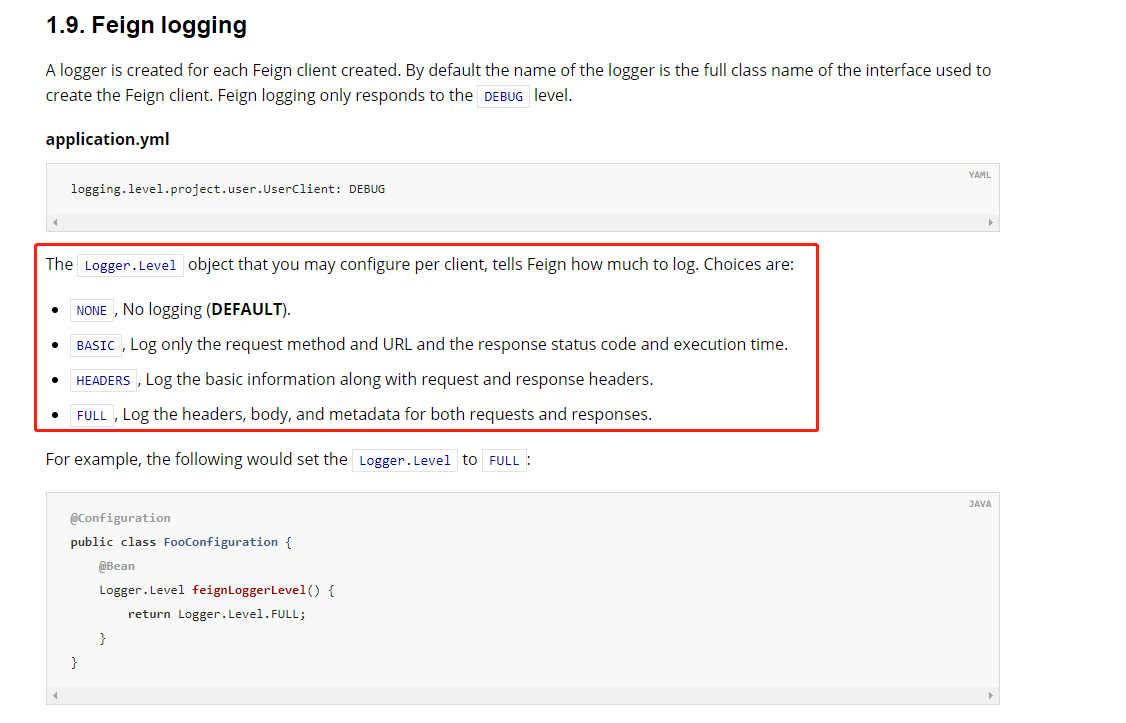 1.9. Feign logging
A logger is created for each Feign client created. By default the name of the logger is the full class name of the interface used to
create the Feign client. Feign logging only responds to the DEBUG level.
application.yml
YAML
logging.level.project.user.UserClient: DEBUG
The Logger.Level object that you may configure per client, tells Feign how much to log. Choices are:
• NONE, No logging (DEFAULT).
• BASIC, Log only the request method and URL and the response status code and execution time.
• HEADERS, Log the basic information along with request and response headers.
• FULL, Log the headers, body, and metadata for both requests and responses.
For example, the following would set the Logger.Level to FULL:
JAVA
@Configuration
public class FooConfiguration {
    @Bean
    Logger.Level feignLoggerLevel() {
        return Logger.Level.FULL;
    }
}